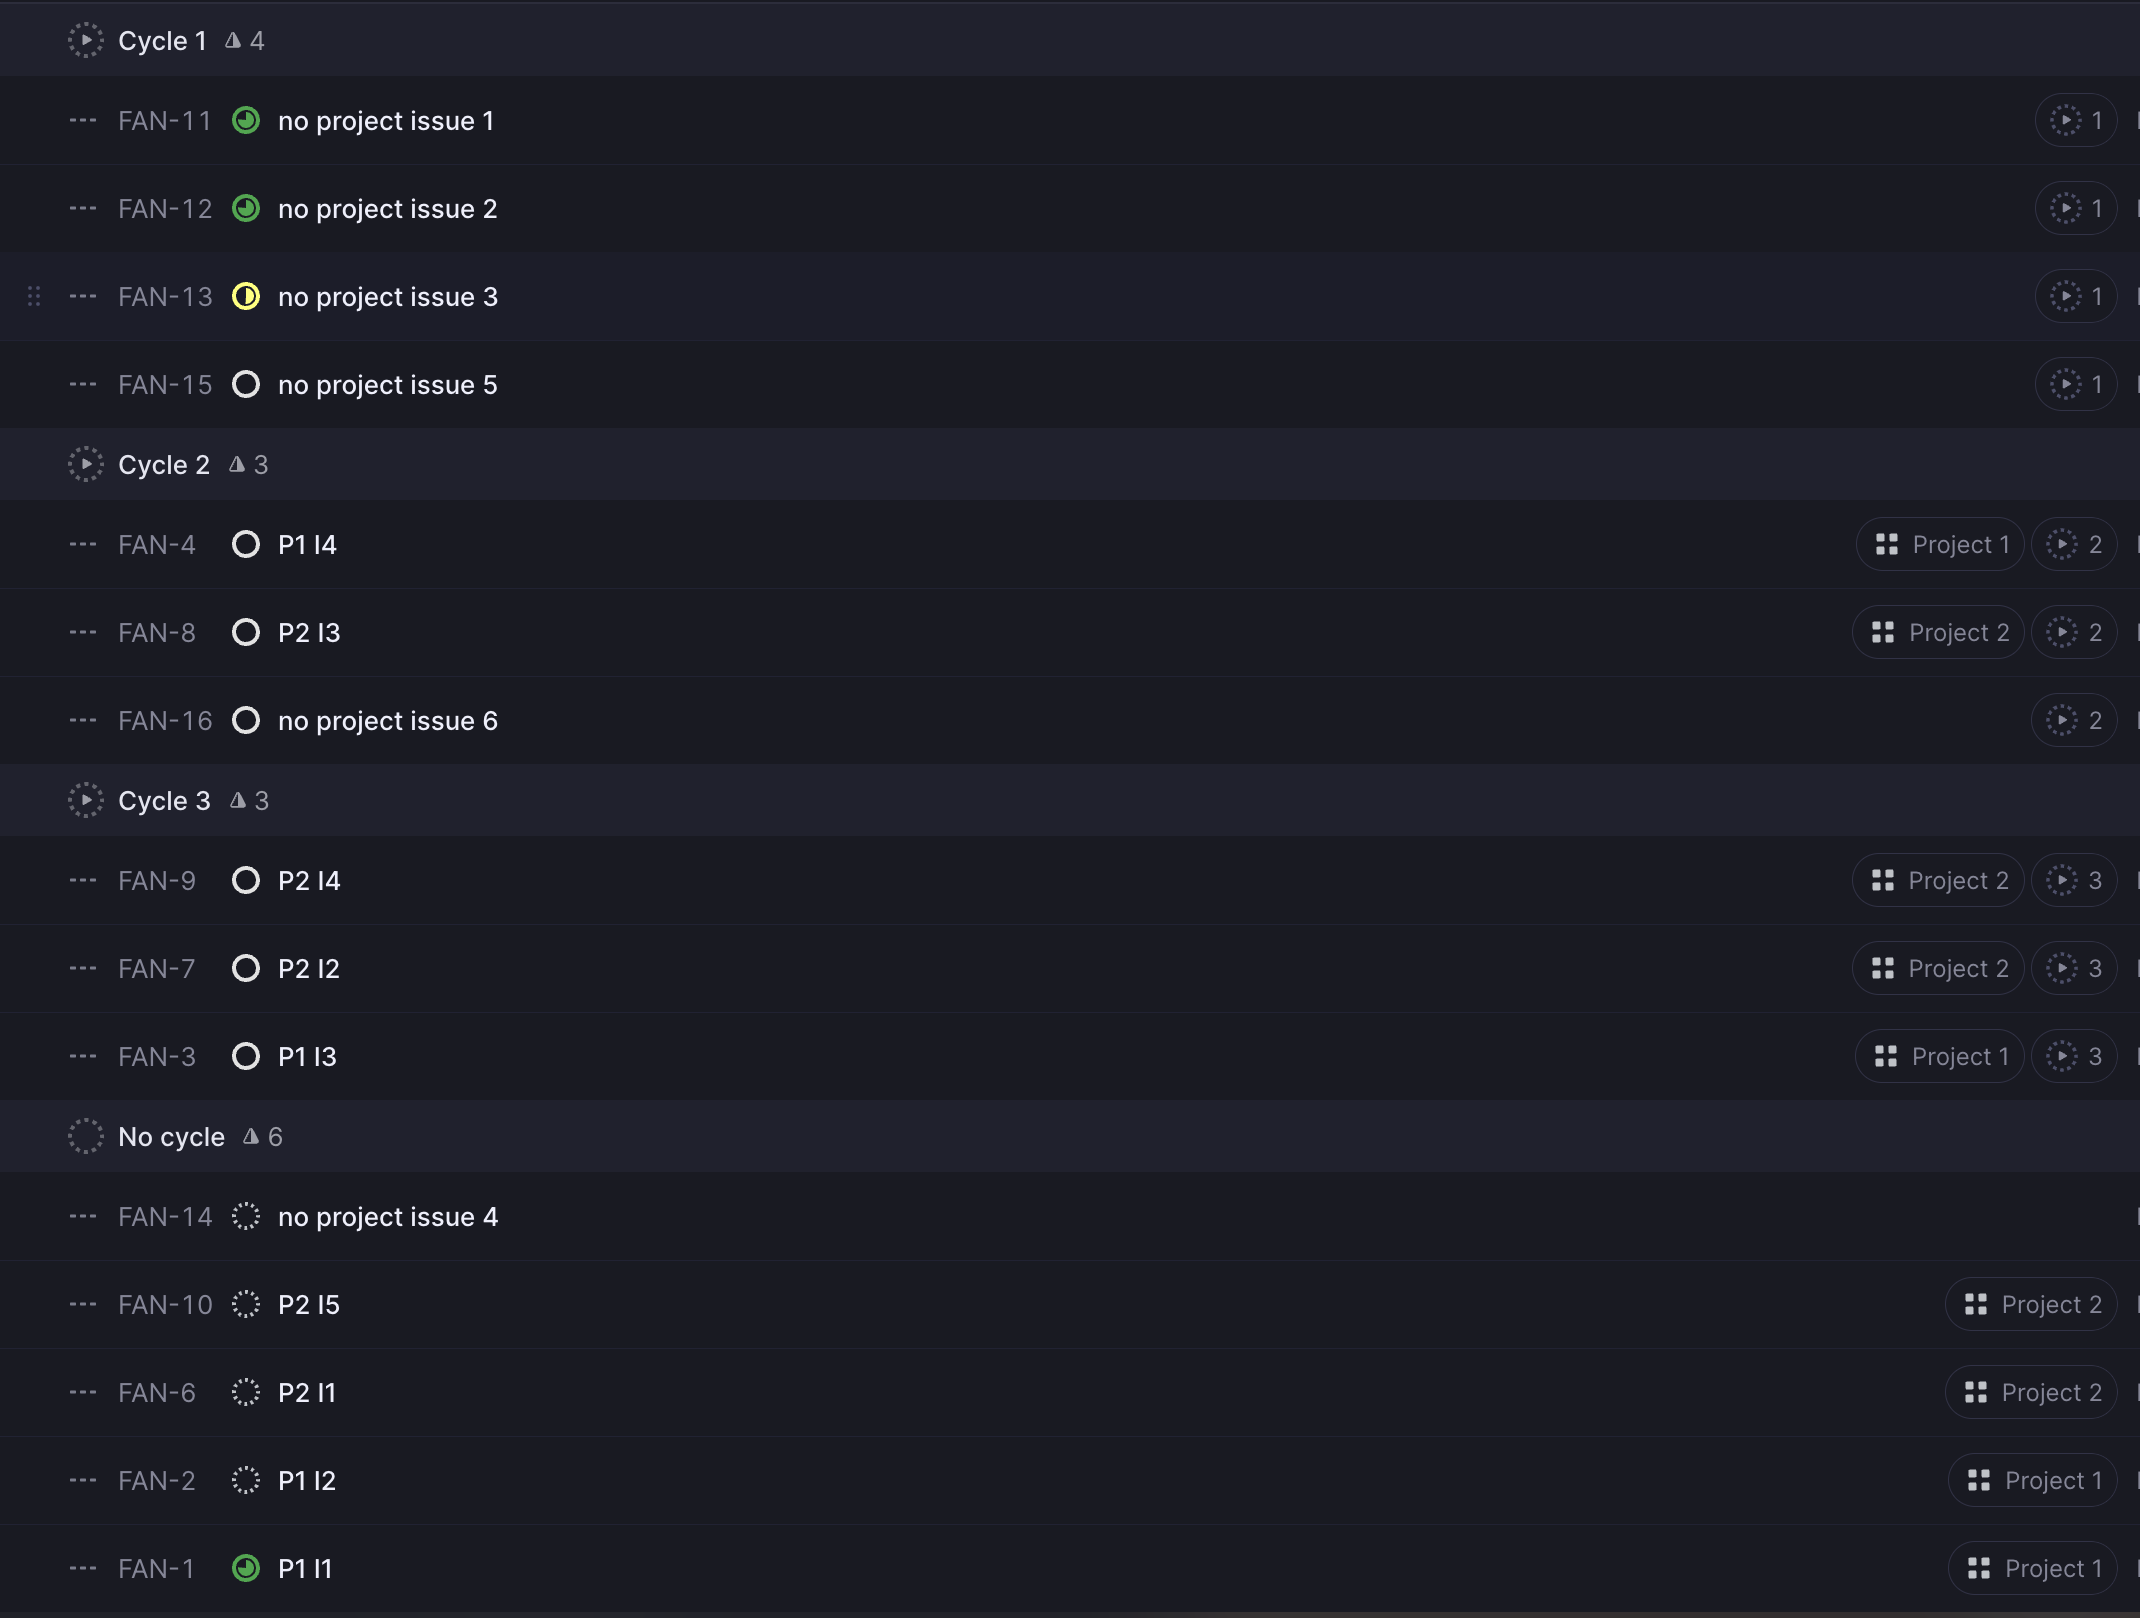 Cycle 1 4
FAN-11 no project issue 1 1
FAN-12 no project issue 2 1
FAN-13 no project issue 3 1
FAN-15 no project issue 5 1
Cycle 2 3
FAN-4 P1 I4 Project 1 2
FAN-8 P2 I3 Project 2 2
FAN-16 no project issue 6 2
Cycle 3 3
FAN-9 P2 I4 Project 2 3
FAN-7 P2 I2 Project 2 3
FAN-3 P1 I3 Project 1 3
No cycle 6
FAN-14 no project issue 4
FAN-10 P2 I5 Project 2
FAN-6 P2 I1 Project 2
FAN-2 P1 I2 Project 1
FAN-1 P1 I1 Project 1